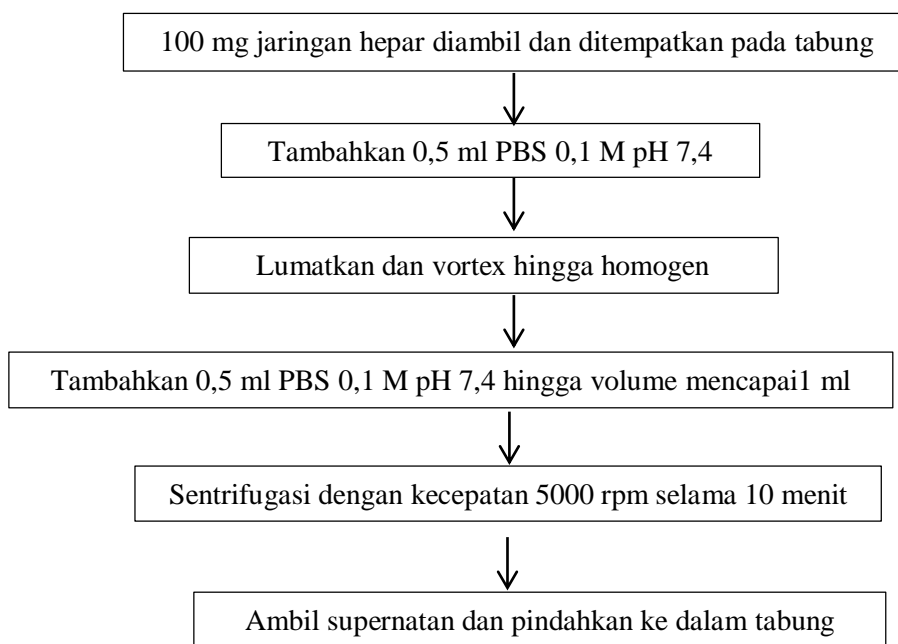 100 mg jaringan hepar diambil dan ditempatkan pada tabung
Tambahkan 0,5 ml PBS 0,1 M pH 7,4
Lumatkan dan vortex hingga homogen
Tambahkan 0,5 ml PBS 0,1 M pH 7,4 hingga volume mencapai1 ml
Sentrifugasi dengan kecepatan 5000 rpm selama 10 menit
Ambil supernatan dan pindahkan ke dalam tabung